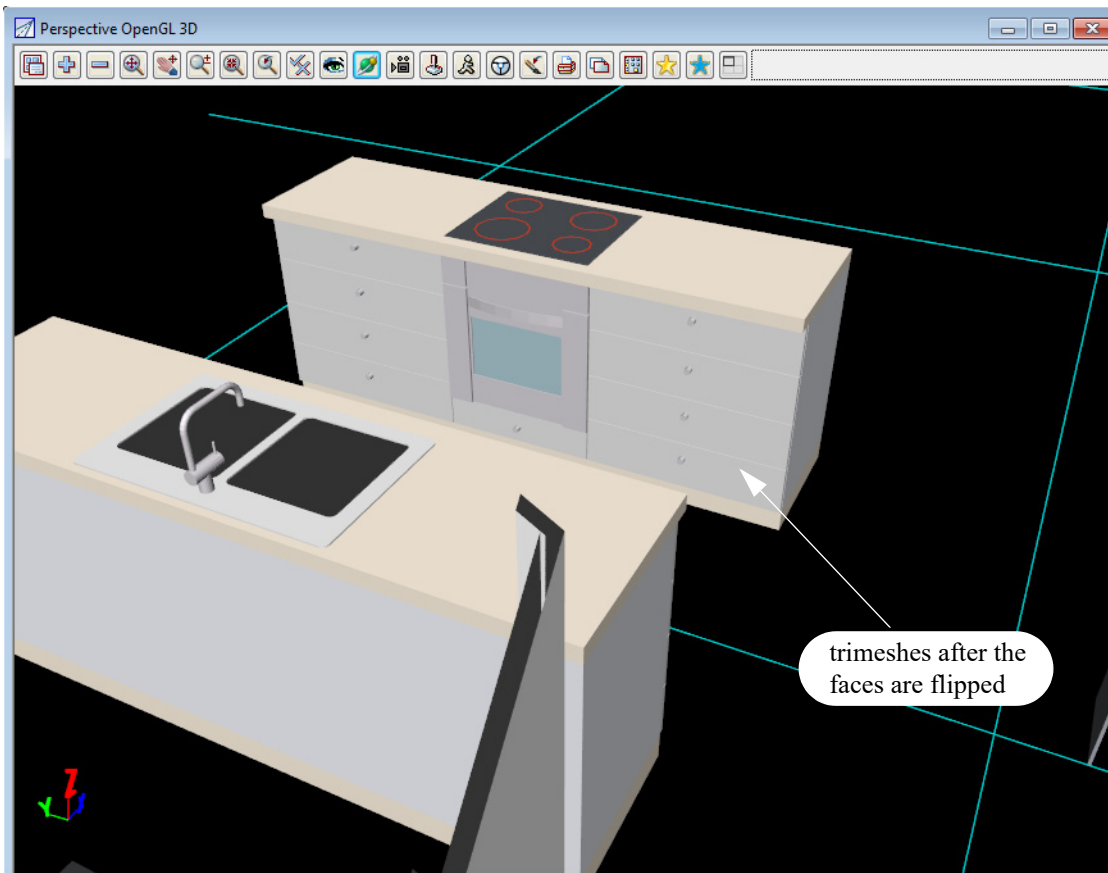 Perspective OpenGL 3D
trimeshes after the
faces are flipped
Z
Y